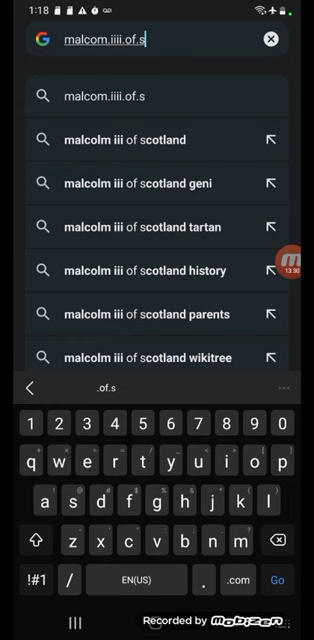 1:18
malcom.iiii.of.s
malcom.iiii.of.s
malcolm iii of scotland
malcolm iii of scotland geni
malcolm iii of scotland tartan
malcolm iii of scotland history
13:30
malcolm iii of scotland parents
malcolm iii of scotland wikitree
.of.s
1 2 3 4 5 6 7 8 9 0
q w e r t y u i o p
a s d f g h j k l
z x c v b n m
!#1 / EN(US) . .com Go
Recorded by mobizen